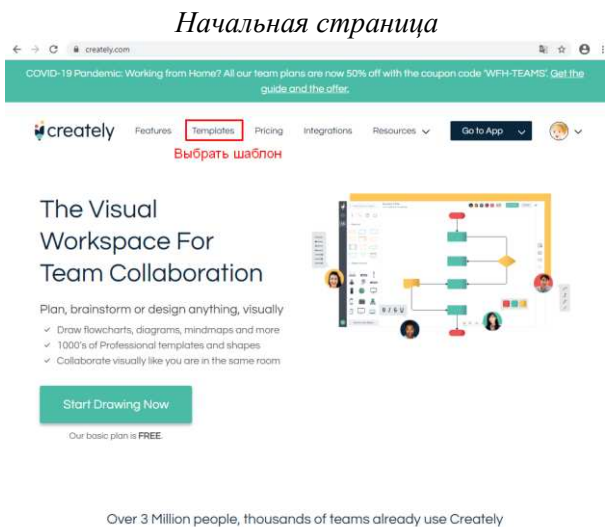 Начальная страница
creately.com
COVID-19 Pandemic: Working from Home? All our team plans are now 50% off with the coupon code 'WFH-TEAMS'. Get the
guide and the offer.
creately Features Templates Pricing Integrations Resources Go to App
Выбрать шаблон
The Visual
Workspace For
Team Collaboration
Plan, brainstorm or design anything, visually
✓ Draw flowcharts, diagrams, mindmaps and more
✓ 1000's of Professional templates and shapes
✓ Collaborate visually like you are in the same room
Start Drawing Now
Our basic plan is FREE.
Over 3 Million people, thousands of teams already use Creately